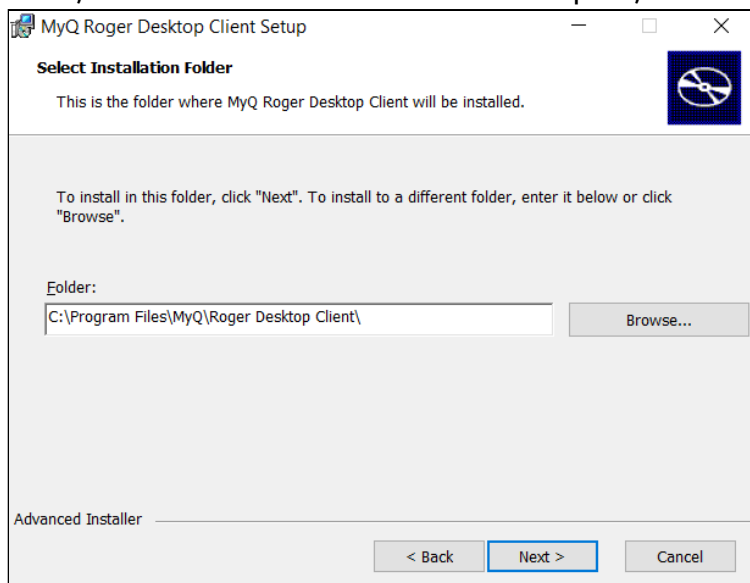 MyQ Roger Desktop Client Setup
Select Installation Folder
This is the folder where MyQ Roger Desktop Client will be installed.
To install in this folder, click "Next". To install to a different folder, enter it below or click
"Browse".
Folder:
C:\Program Files\MyQ\Roger Desktop Client\
Browse...
Advanced Installer
< Back
Next >
Cancel